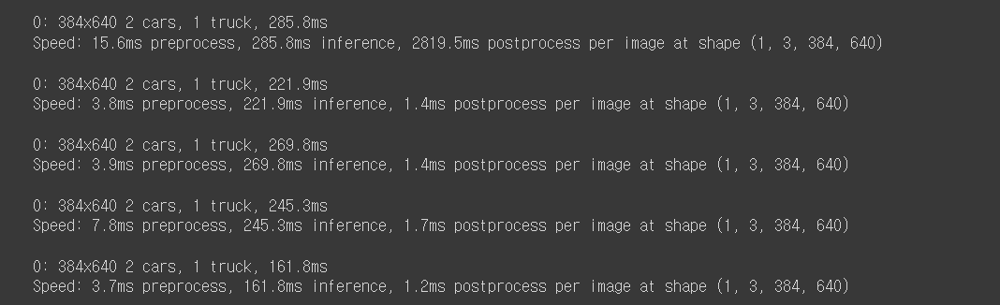 0: 384x640 2 cars, 1 truck, 285.8ms
Speed: 15.6ms preprocess, 285.8ms inference, 2819.5ms postprocess per image at shape (1, 3, 384, 640)
0: 384x640 2 cars, 1 truck, 221.9ms
Speed: 3.8ms preprocess, 221.9ms inference, 1.4ms postprocess per image at shape (1, 3, 384, 640)
0: 384x640 2 cars, 1 truck, 269.8ms
Speed: 3.9ms preprocess, 269.8ms inference, 1.4ms postprocess per image at shape (1, 3, 384, 640)
0: 384x640 2 cars, 1 truck, 245.3ms
Speed: 7.8ms preprocess, 245.3ms inference, 1.7ms postprocess per image at shape (1, 3, 384, 640)
0: 384x640 2 cars, 1 truck, 161.8ms
Speed: 3.7ms preprocess, 161.8ms inference, 1.2ms postprocess per image at shape (1, 3, 384, 640)